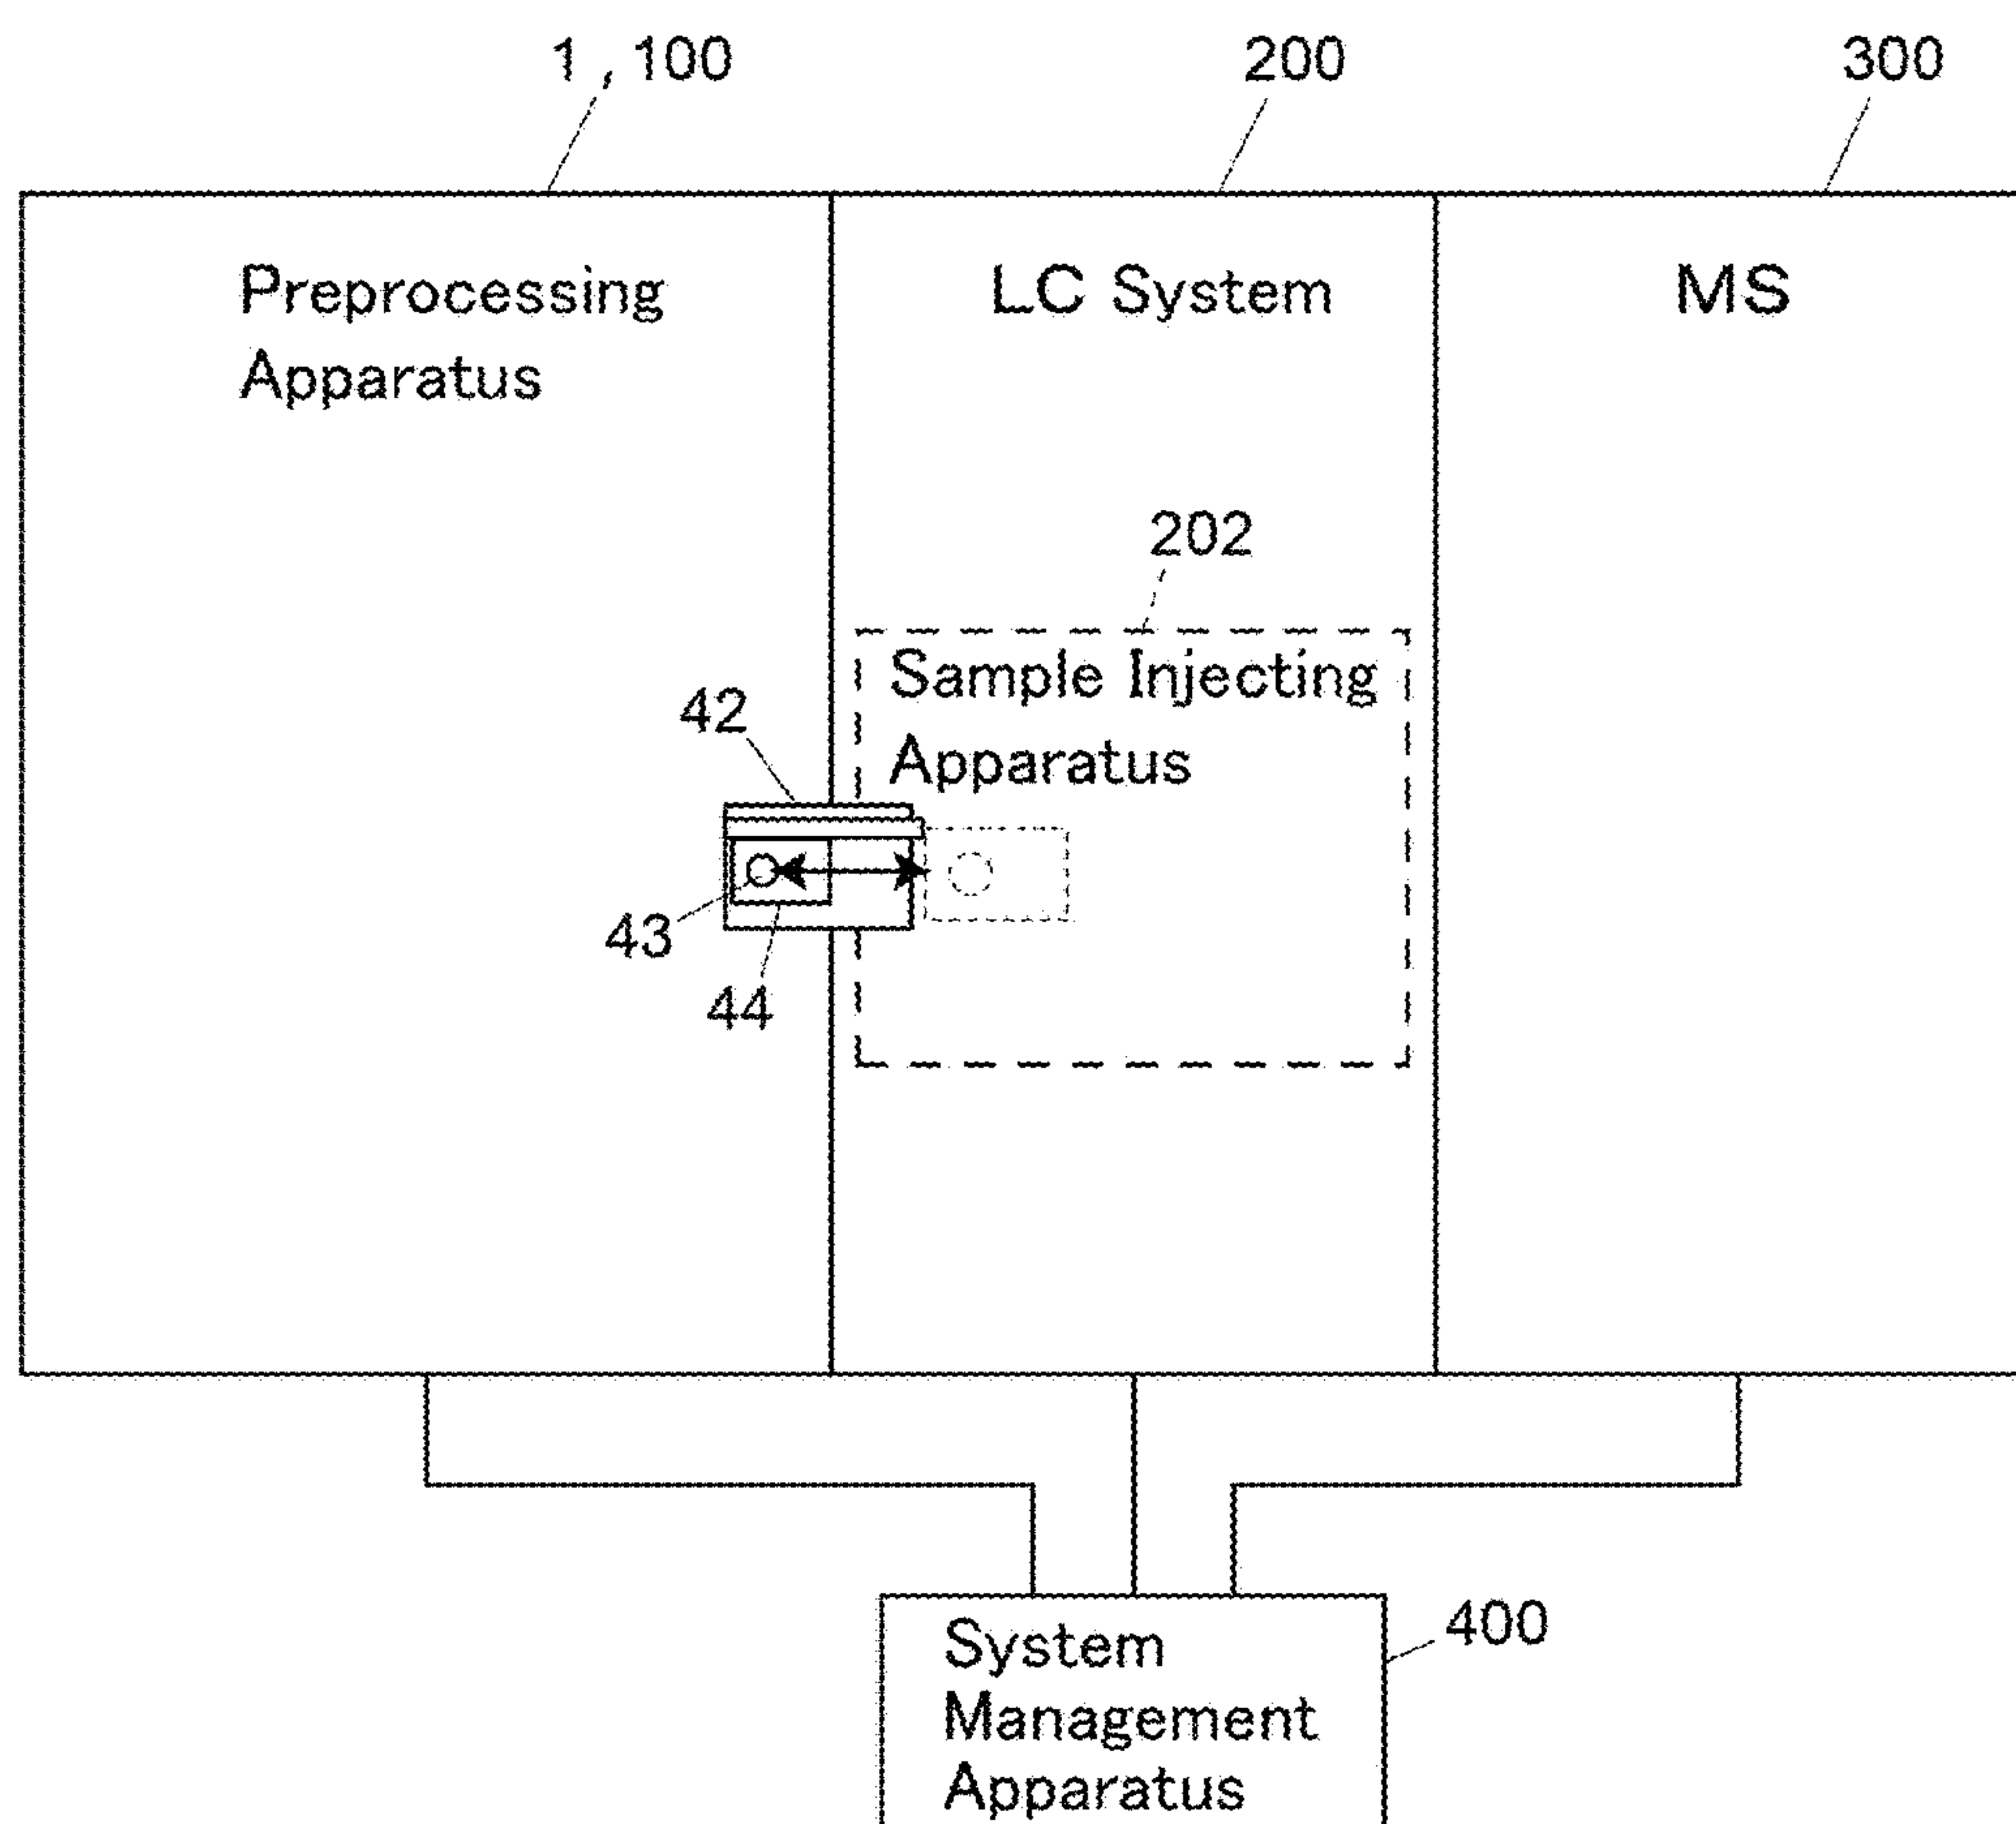 1, 100
200
300
Preprocessing
Apparatus
LC System
MS
202
Sample Injecting
Apparatus
42
43
44
400
System
Management
Apparatus